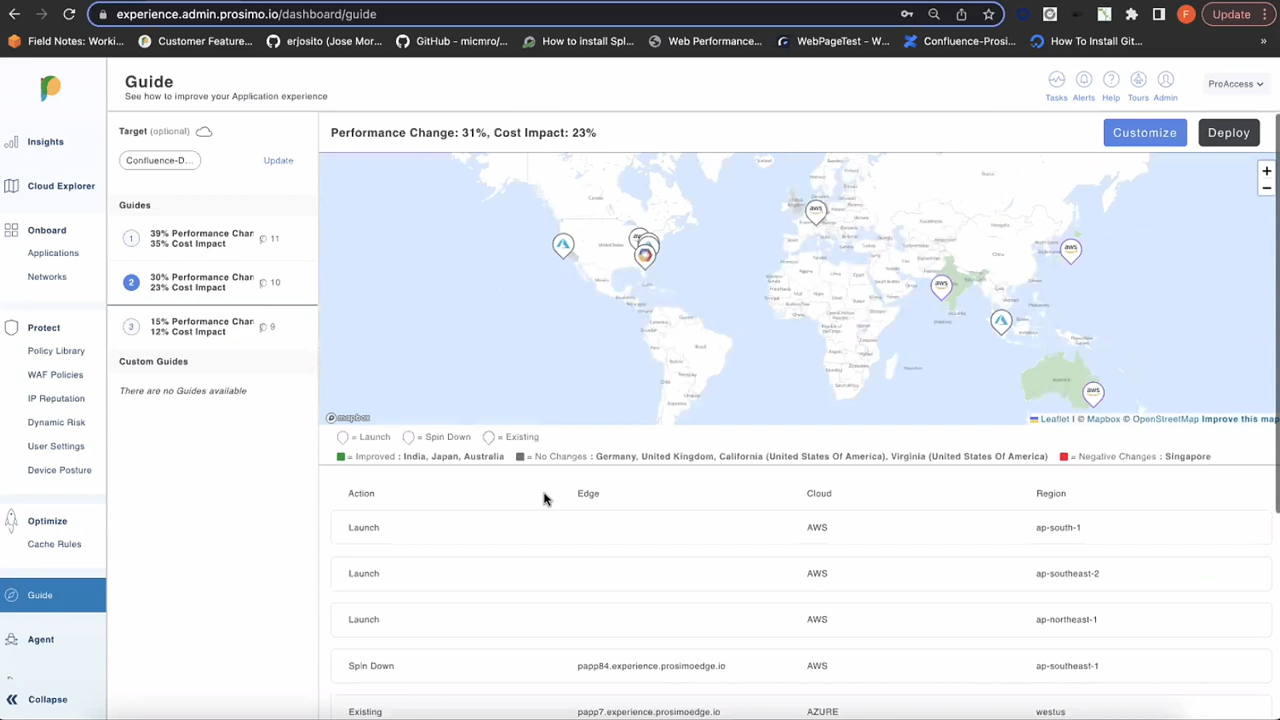 experience.admin.prosimo.io/dashboard/guide
Update
Field Notes: Worki...
Customer Feature...
erjosito (Jose Mor...
GitHub - micmro/...
How to install Spl...
Web Performance...
WebPageTest - W...
Confluence-Prosi...
How To Install Git...
»
Guide
See how to improve your Application experience
Tasks
Alerts
Help
Tours
Admin
ProAccess
Insights
Cloud Explorer
Onboard
Applications
Networks
Protect
Policy Library
WAF Policies
IP Reputation
Dynamic Risk
User Settings
Device Posture
Optimize
Cache Rules
Guide
Agent
Collapse
Target (optional)
Confluence-D...
Update
Guides
1
39% Performance Char
35% Cost Impact
11
2
30% Performance Char
23% Cost Impact
10
3
15% Performance Char
12% Cost Impact
9
Custom Guides
There are no Guides available
Performance Change: 31%, Cost Impact: 23%
Customize
Deploy
+
−
aws
aws
aws
aws
mapbox
Leaflet | © Mapbox © OpenStreetMap Improve this map
= Launch
= Spin Down
= Existing
= Improved : India, Japan, Australia
= No Changes : Germany, United Kingdom, California (United States Of America), Virginia (United States Of America)
= Negative Changes : Singapore
Action Edge Cloud Region
Launch AWS ap-south-1
Launch AWS ap-southeast-2
Launch AWS ap-northeast-1
Spin Down papp84.experience.prosimoedge.io AWS ap-southeast-1
Existing papp7.experience.prosimoedge.io AZURE westus